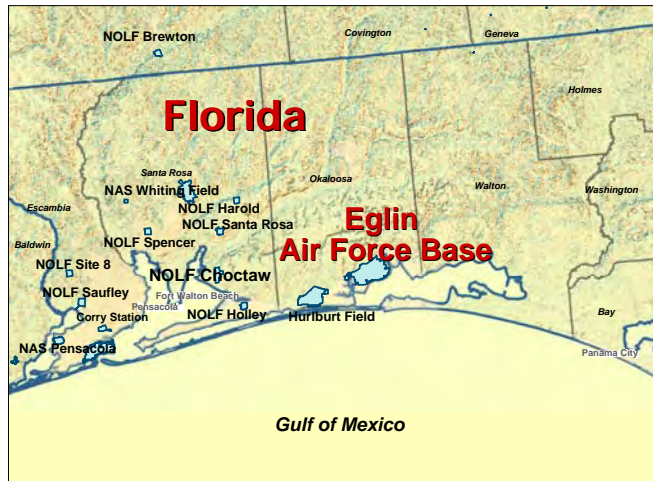 NOLF Brewton
Covington
Geneva
Holmes
Florida
Santa Rosa
Okaloosa
Walton
Washington
NAS Whiting Field
NOLF Harold
Escambia
NOLF Santa Rosa
Eglin
Air Force Base
Baldwin
NOLF Spencer
NOLF Site 8
NOLF Choctaw
NOLF Saufley
Fort Walton Beach
Pensacola
NOLF Holley
Hurlburt Field
Corry Station
Bay
NAS Pensacola
Panama City
Gulf of Mexico